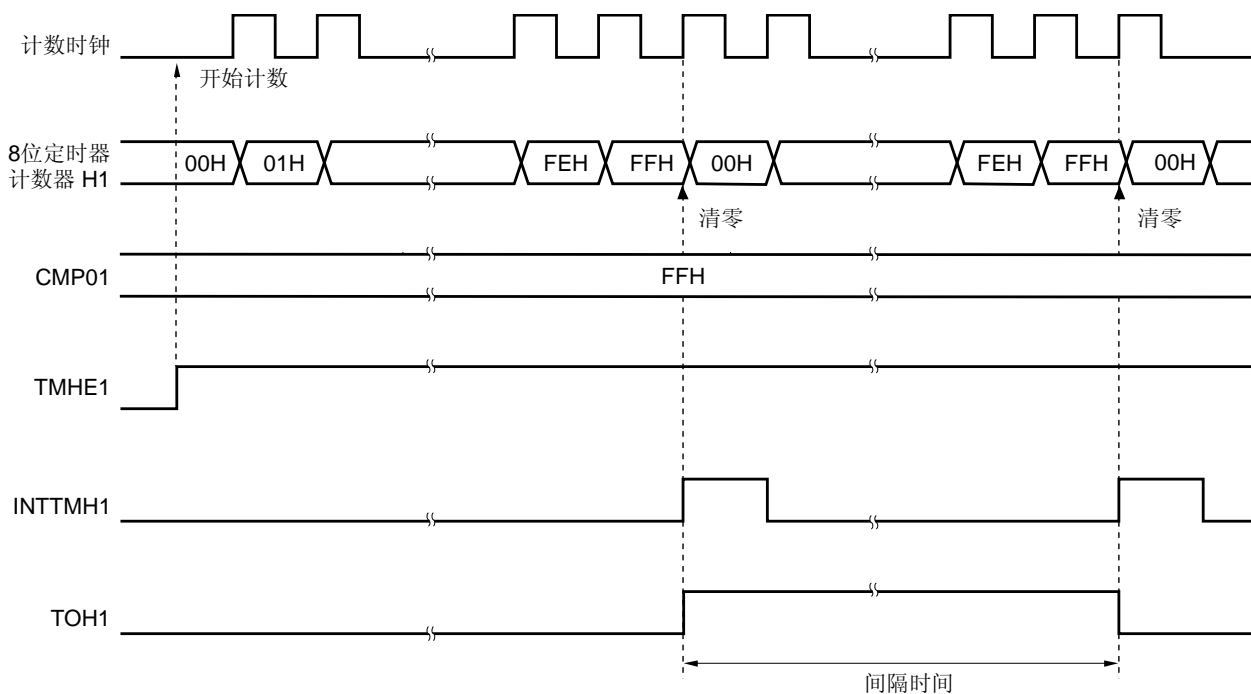 计数时钟
开始计数
8位定时器
计数器 H1
00H 01H FEH FFH 00H FEH FFH 00H
清零 清零
CMP01 FFH
TMHE1
INTTMH1
TOH1
间隔时间